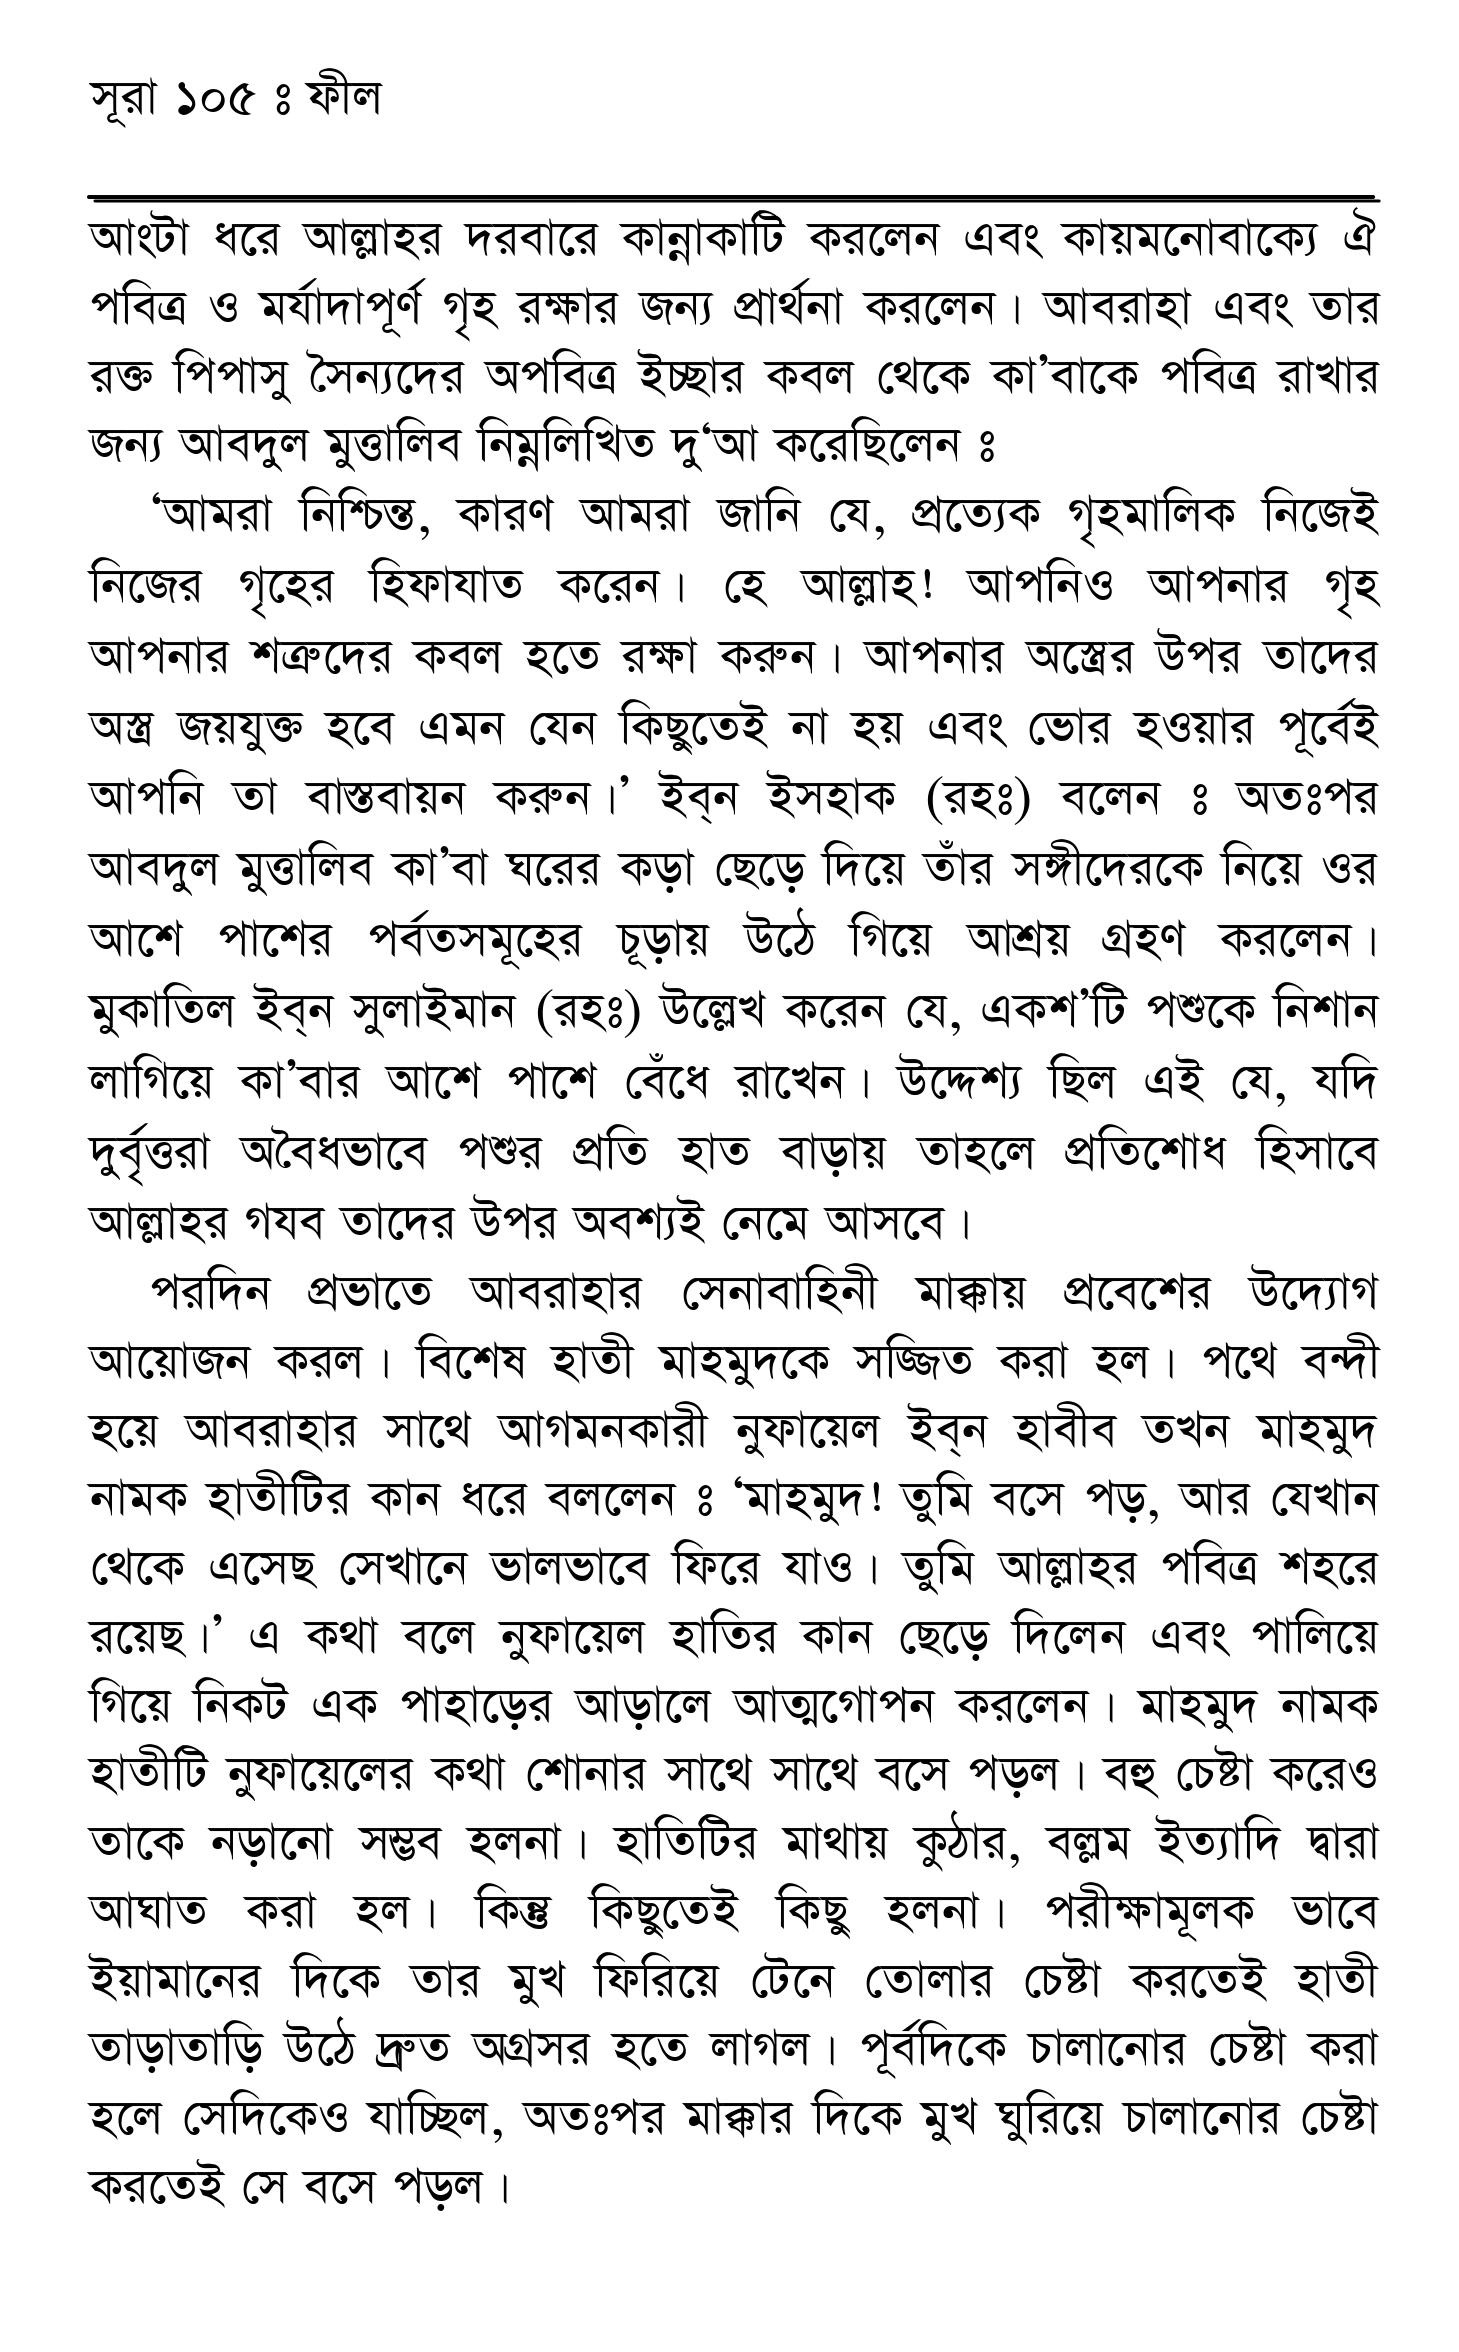 সূরা ১০৫ ঃ ফীল
আংটা ধরে আল্লাহর দরবারে কান্নাকাটি করলেন এবং কায়মনোবাক্যে ঐ
পবিত্র ও মর্যাদাপূর্ণ গৃহ রক্ষার জন্য প্রার্থনা করলেন। আবরাহা এবং তার
রক্ত পিপাসু সৈন্যদের অপবিত্র ইচ্ছার কবল থেকে কা’বাকে পবিত্র রাখার
জন্য আবদুল মুত্তালিব নিম্নলিখিত দু‘আ করেছিলেন ঃ
‘আমরা নিশ্চিন্ত, কারণ আমরা জানি যে, প্রত্যেক গৃহমালিক নিজেই
নিজের গৃহের হিফাযাত করেন। হে আল্লাহ! আপনিও আপনার গৃহ
আপনার শত্রুদের কবল হতে রক্ষা করুন। আপনার অস্ত্রের উপর তাদের
অস্ত্র জয়যুক্ত হবে এমন যেন কিছুতেই না হয় এবং ভোর হওয়ার পূর্বেই
আপনি তা বাস্তবায়ন করুন।’ ইব্‌ন ইসহাক (রহঃ) বলেন ঃ অতঃপর
আবদুল মুত্তালিব কা’বা ঘরের কড়া ছেড়ে দিয়ে তাঁর সঙ্গীদেরকে নিয়ে ওর
আশে পাশের পর্বতসমূহের চূড়ায় উঠে গিয়ে আশ্রয় গ্রহণ করলেন।
মুকাতিল ইব্‌ন সুলাইমান (রহঃ) উল্লেখ করেন যে, একশ’টি পশুকে নিশান
লাগিয়ে কা’বার আশে পাশে বেঁধে রাখেন। উদ্দেশ্য ছিল এই যে, যদি
দুর্বৃত্তরা অবৈধভাবে পশুর প্রতি হাত বাড়ায় তাহলে প্রতিশোধ হিসাবে
আল্লাহর গযব তাদের উপর অবশ্যই নেমে আসবে।
পরদিন প্রভাতে আবরাহার সেনাবাহিনী মাক্কায় প্রবেশের উদ্যোগ
আয়োজন করল। বিশেষ হাতী মাহমুদকে সজ্জিত করা হল। পথে বন্দী
হয়ে আবরাহার সাথে আগমনকারী নুফায়েল ইব্‌ন হাবীব তখন মাহমুদ
নামক হাতীটির কান ধরে বললেন ঃ ‘মাহমুদ! তুমি বসে পড়, আর যেখান
থেকে এসেছ সেখানে ভালভাবে ফিরে যাও। তুমি আল্লাহর পবিত্র শহরে
রয়েছ।’ এ কথা বলে নুফায়েল হাতির কান ছেড়ে দিলেন এবং পালিয়ে
গিয়ে নিকট এক পাহাড়ের আড়ালে আত্মগোপন করলেন। মাহমুদ নামক
হাতীটি নুফায়েলের কথা শোনার সাথে সাথে বসে পড়ল। বহু চেষ্টা করেও
তাকে নড়ানো সম্ভব হলনা। হাতিটির মাথায় কুঠার, বল্লম ইত্যাদি দ্বারা
আঘাত করা হল। কিন্তু কিছুতেই কিছু হলনা। পরীক্ষামূলক ভাবে
ইয়ামানের দিকে তার মুখ ফিরিয়ে টেনে তোলার চেষ্টা করতেই হাতী
তাড়াতাড়ি উঠে দ্রুত অগ্রসর হতে লাগল। পূর্বদিকে চালানোর চেষ্টা করা
হলে সেদিকেও যাচ্ছিল, অতঃপর মাক্কার দিকে মুখ ঘুরিয়ে চালানোর চেষ্টা
করতেই সে বসে পড়ল।